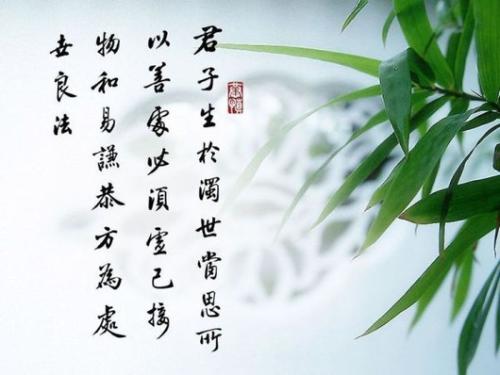 君子生於濁世當思所
以善處必須虛己接
物和易謙恭方為處
世良法